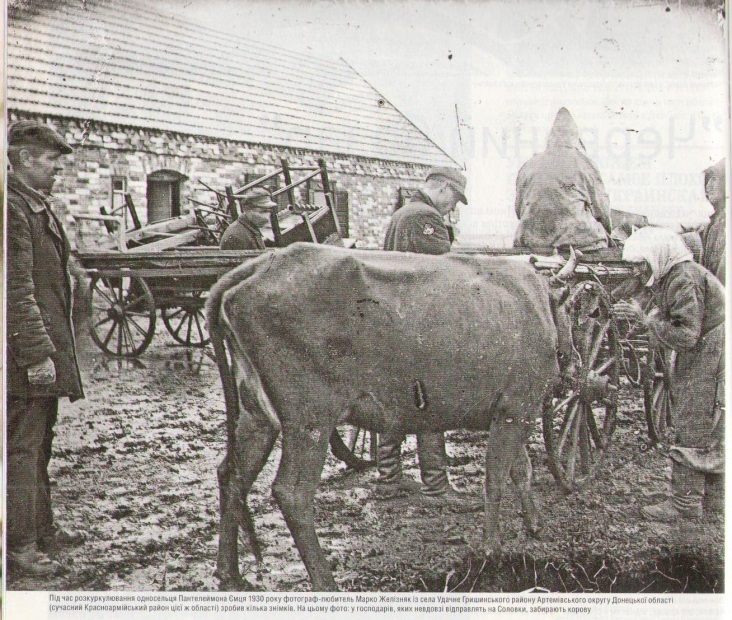 Під час розкуркулювання односельця Пантелеймона Ємця 1930 року фотограф-любитель Марко Желізняк із села Удачне Гришинського району Артемівського округу Донецької області
(сучасний Красноармійський район цієї ж області) зробив кілька знімків. На цьому фото: у господарів, яких невдовзі відправлять на Соловки, забирають корову